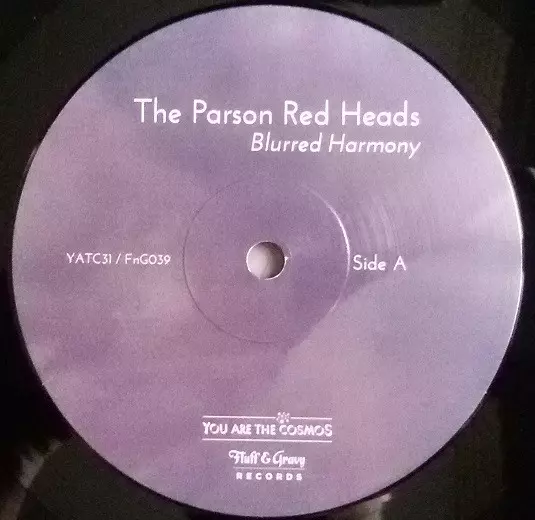 The Parson Red Heads
Blurred Harmony
YATC31 / FnG039
Side A
YOU ARE THE COSMOS
Fluff & Gravy
RECORDS